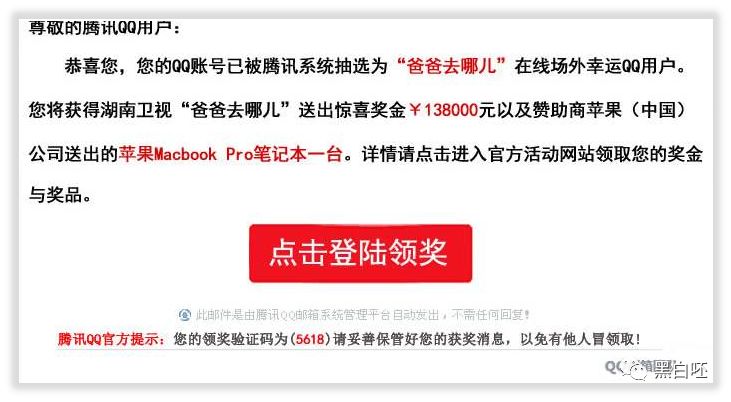 尊敬的腾讯QQ用户：
恭喜您，您的QQ账号已被腾讯系统抽选为“爸爸去哪儿”在线场外幸运QQ用户。
您将获得湖南卫视“爸爸去哪儿”送出惊喜奖金￥138000元以及赞助商苹果（中国）
公司送出的苹果Macbook Pro笔记本一台。详情请点击进入官方活动网站领取您的奖金
与奖品。
点击登陆领奖
此邮件是由腾讯QQ邮箱系统管理平台自动发出，不需任何回复！
腾讯QQ官方提示：您的领奖验证码为(5618)请妥善保管好您的获奖消息，以免有他人冒领取！
黑白呸